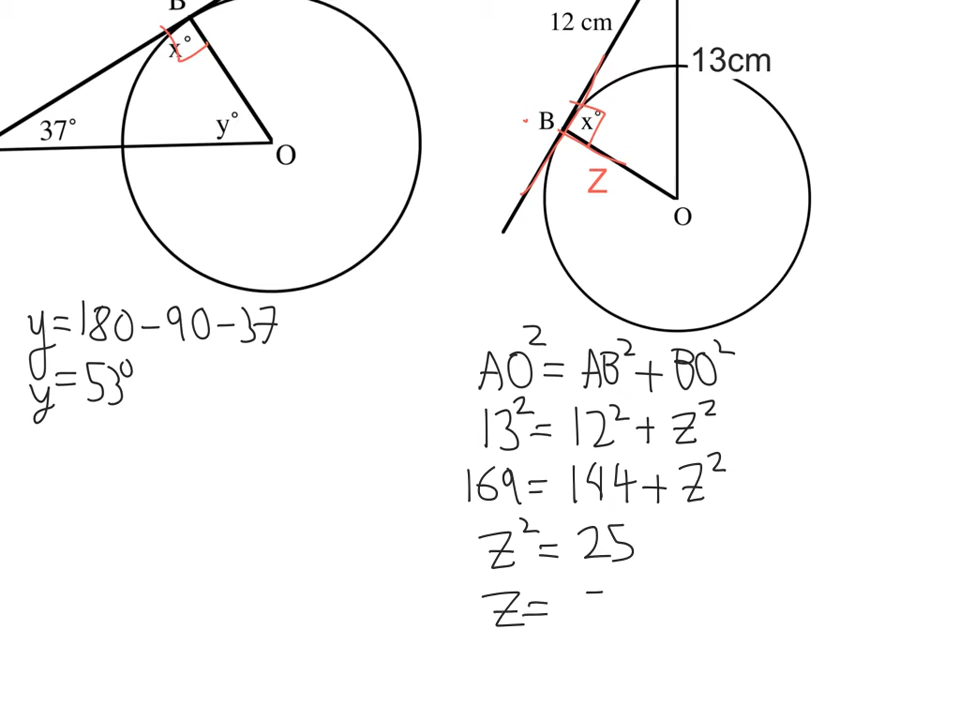 B
x°
37°
y°
O
y=180-90-37
y=53°
12 cm
13cm
B
x°
Z
O
AO²=AB²+BO²
13²=12²+Z²
169=144+Z²
Z²=25
Z=